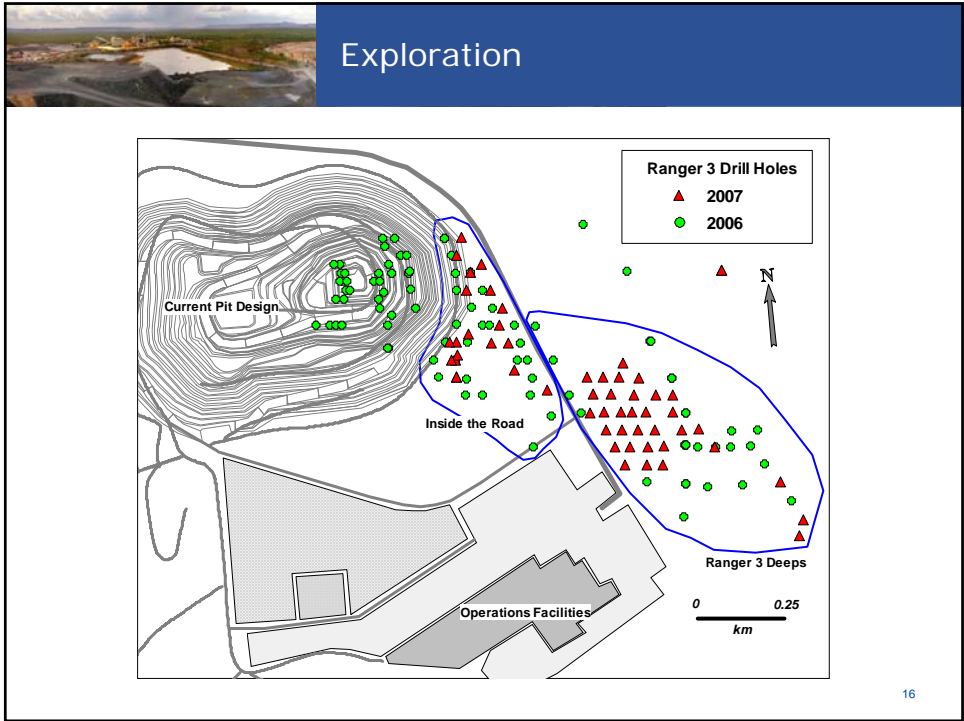 Exploration
Ranger 3 Drill Holes
2007
2006
N
Current Pit Design
Inside the Road
Ranger 3 Deeps
Operations Facilities
0 0.25
km
16